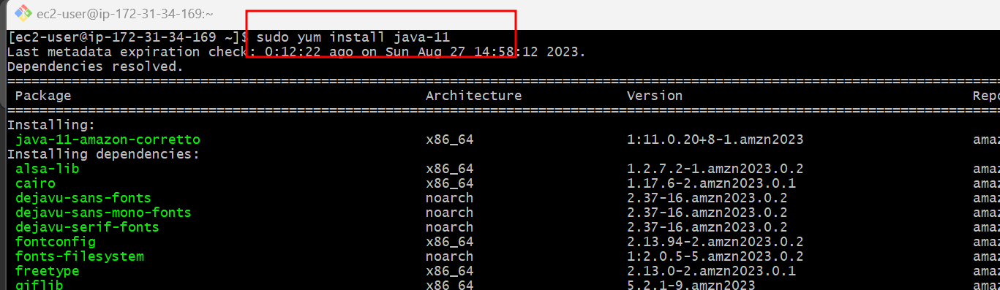 ec2-user@ip-172-31-34-169:~
[ec2-user@ip-172-31-34-169 ~]$ sudo yum install java-11
Last metadata expiration check: 0:12:22 ago on Sun Aug 27 14:58:12 2023.
Dependencies resolved.
Package Architecture Version Repo
Installing:
java-11-amazon-corretto x86_64 1:11.0.20+8-1.amzn2023 amaz
Installing dependencies:
alsa-lib x86_64 1.2.7.2-1.amzn2023.0.2 amaz
cairo x86_64 1.17.6-2.amzn2023.0.1 amaz
dejavu-sans-fonts noarch 2.37-16.amzn2023.0.2 amaz
dejavu-sans-mono-fonts noarch 2.37-16.amzn2023.0.2 amaz
dejavu-serif-fonts noarch 2.37-16.amzn2023.0.2 amaz
fontconfig x86_64 2.13.94-2.amzn2023.0.2 amaz
fonts-filesystem noarch 1:2.0.5-5.amzn2023.0.2 amaz
freetype x86_64 2.13.0-2.amzn2023.0.1 amaz
giflib x86_64 5.2.1-9.amzn2023 amaz